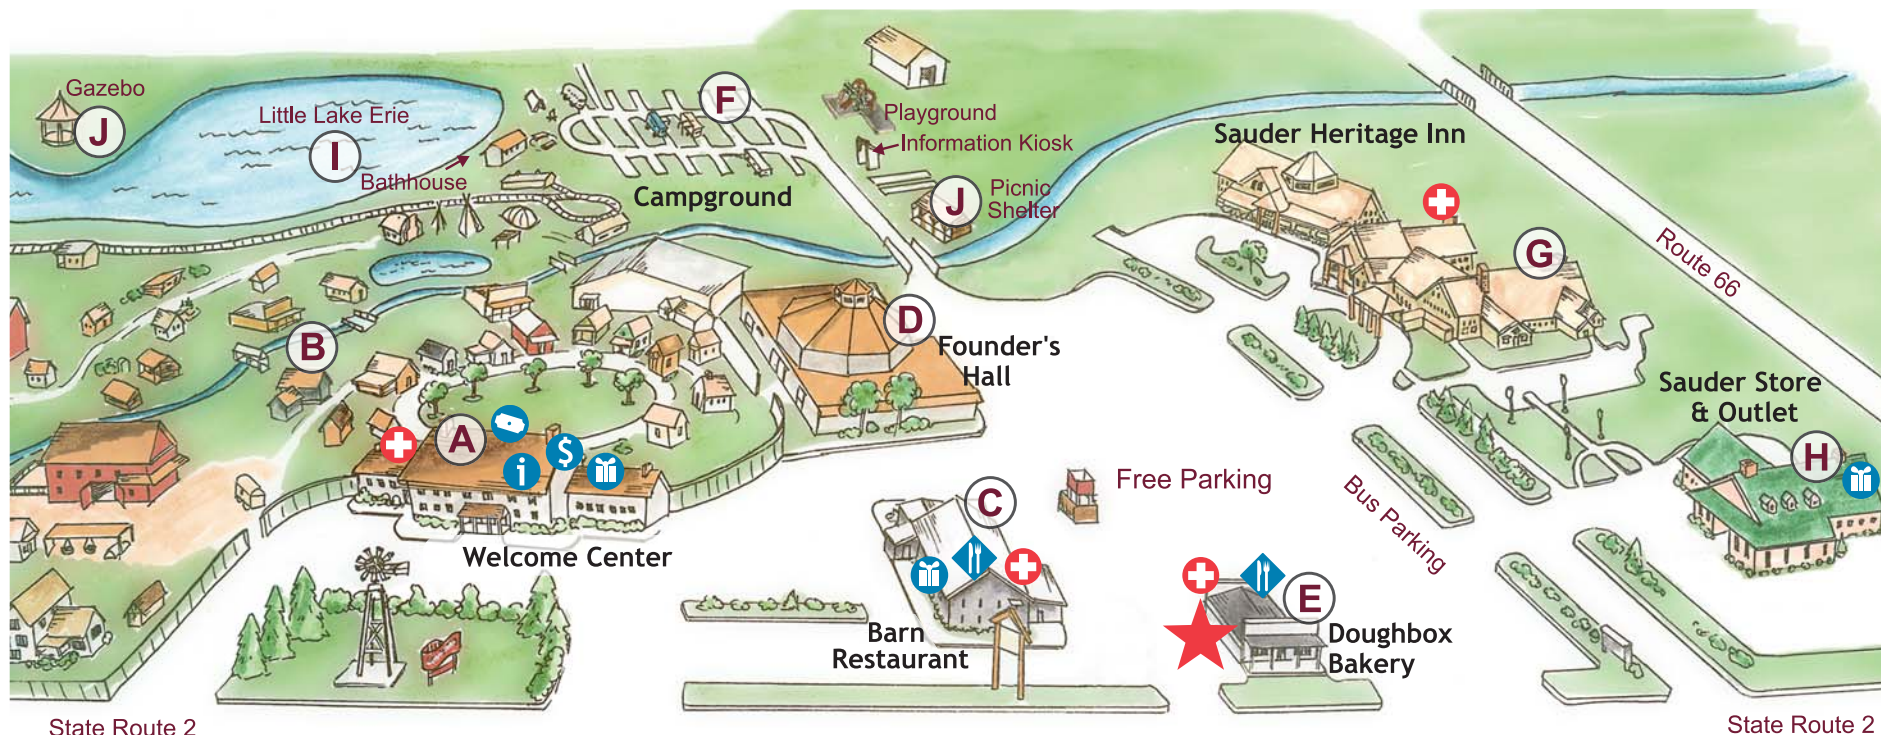 Gazebo
J
Little Lake Erie
I
Bathhouse
F
Campground
Playground
Information Kiosk
J
Picnic
Shelter
Sauder Heritage Inn
G
Route 66
B
D
Founder's
Hall
Sauder Store
& Outlet
H
A
i
$
Welcome Center
C
Free Parking
Bus Parking
Barn
Restaurant
E
Doughbox
Bakery
State Route 2
State Route 2